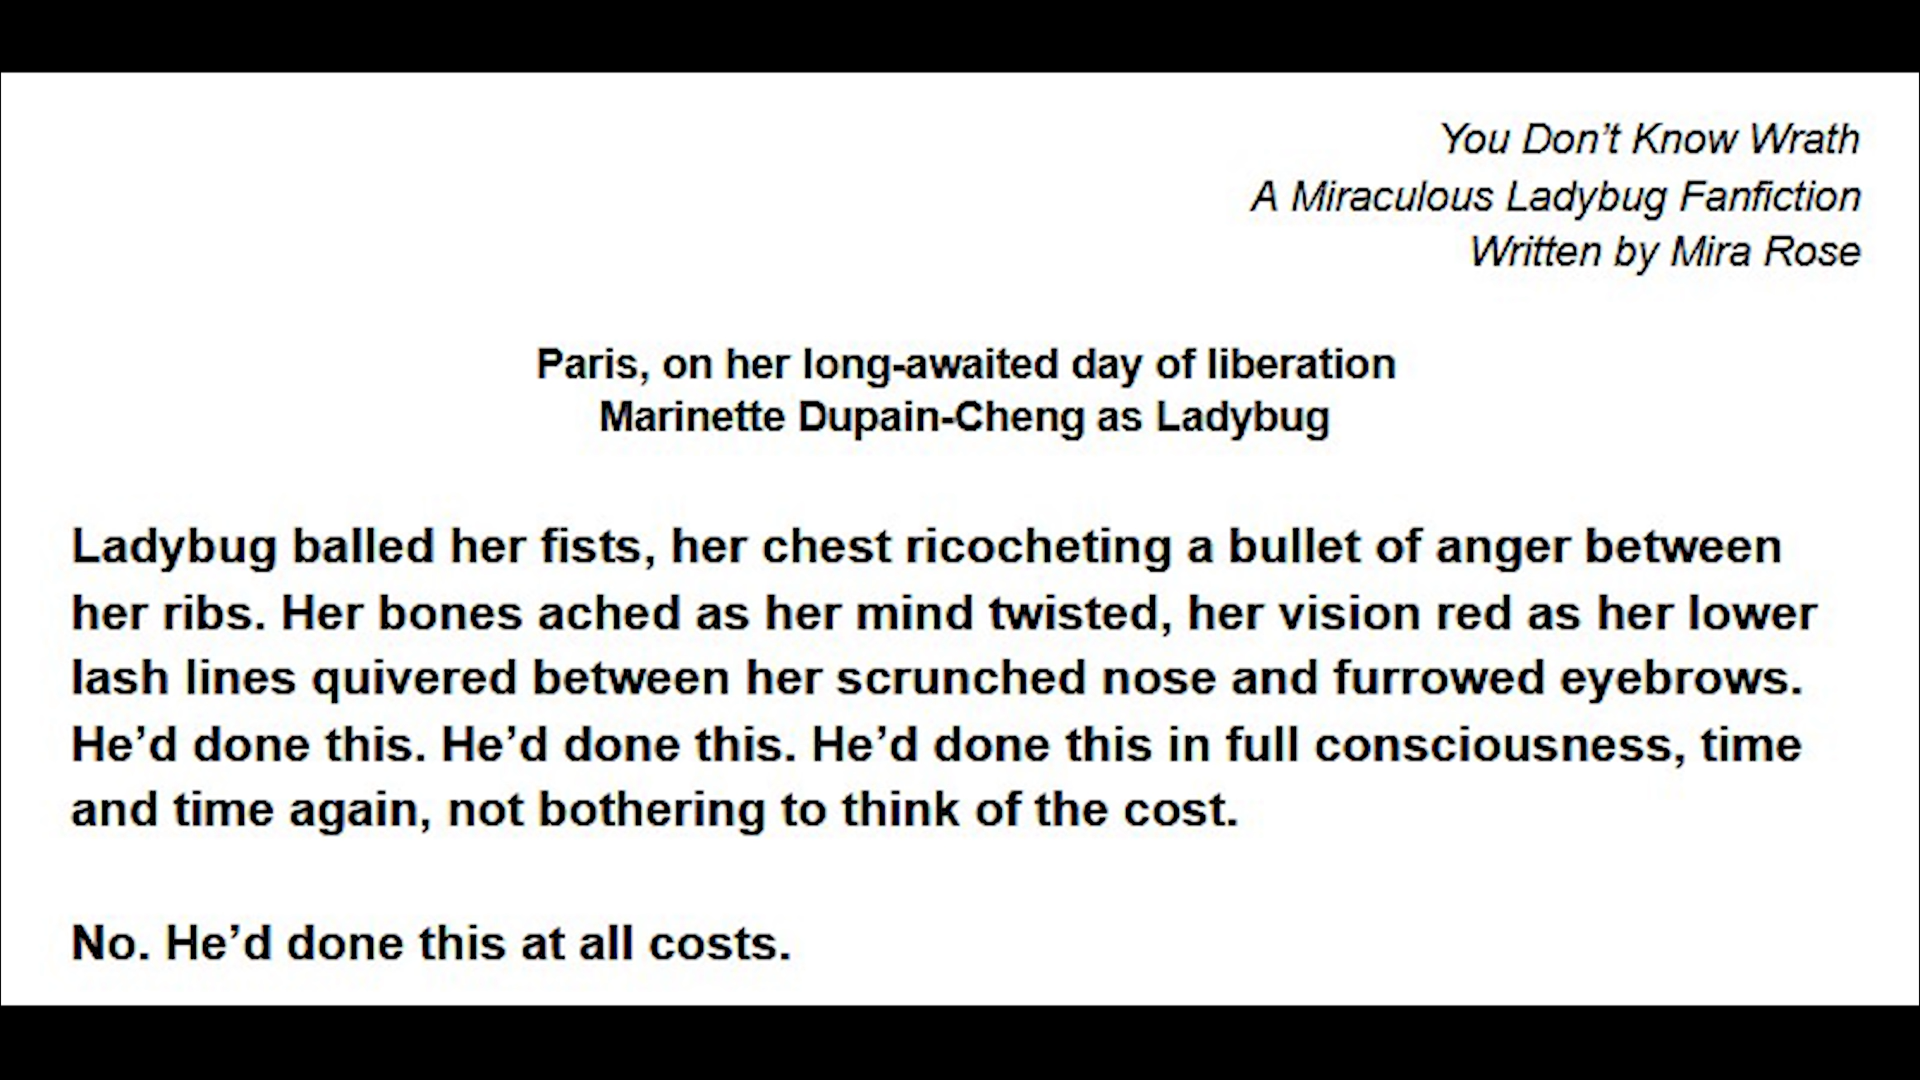 You Don’t Know Wrath
A Miraculous Ladybug Fanfiction
Written by Mira Rose
Paris, on her long-awaited day of liberation
Marinette Dupain-Cheng as Ladybug
Ladybug balled her fists, her chest ricocheting a bullet of anger between
her ribs. Her bones ached as her mind twisted, her vision red as her lower
lash lines quivered between her scrunched nose and furrowed eyebrows.
He’d done this. He’d done this. He’d done this in full consciousness, time
and time again, not bothering to think of the cost.
No. He’d done this at all costs.